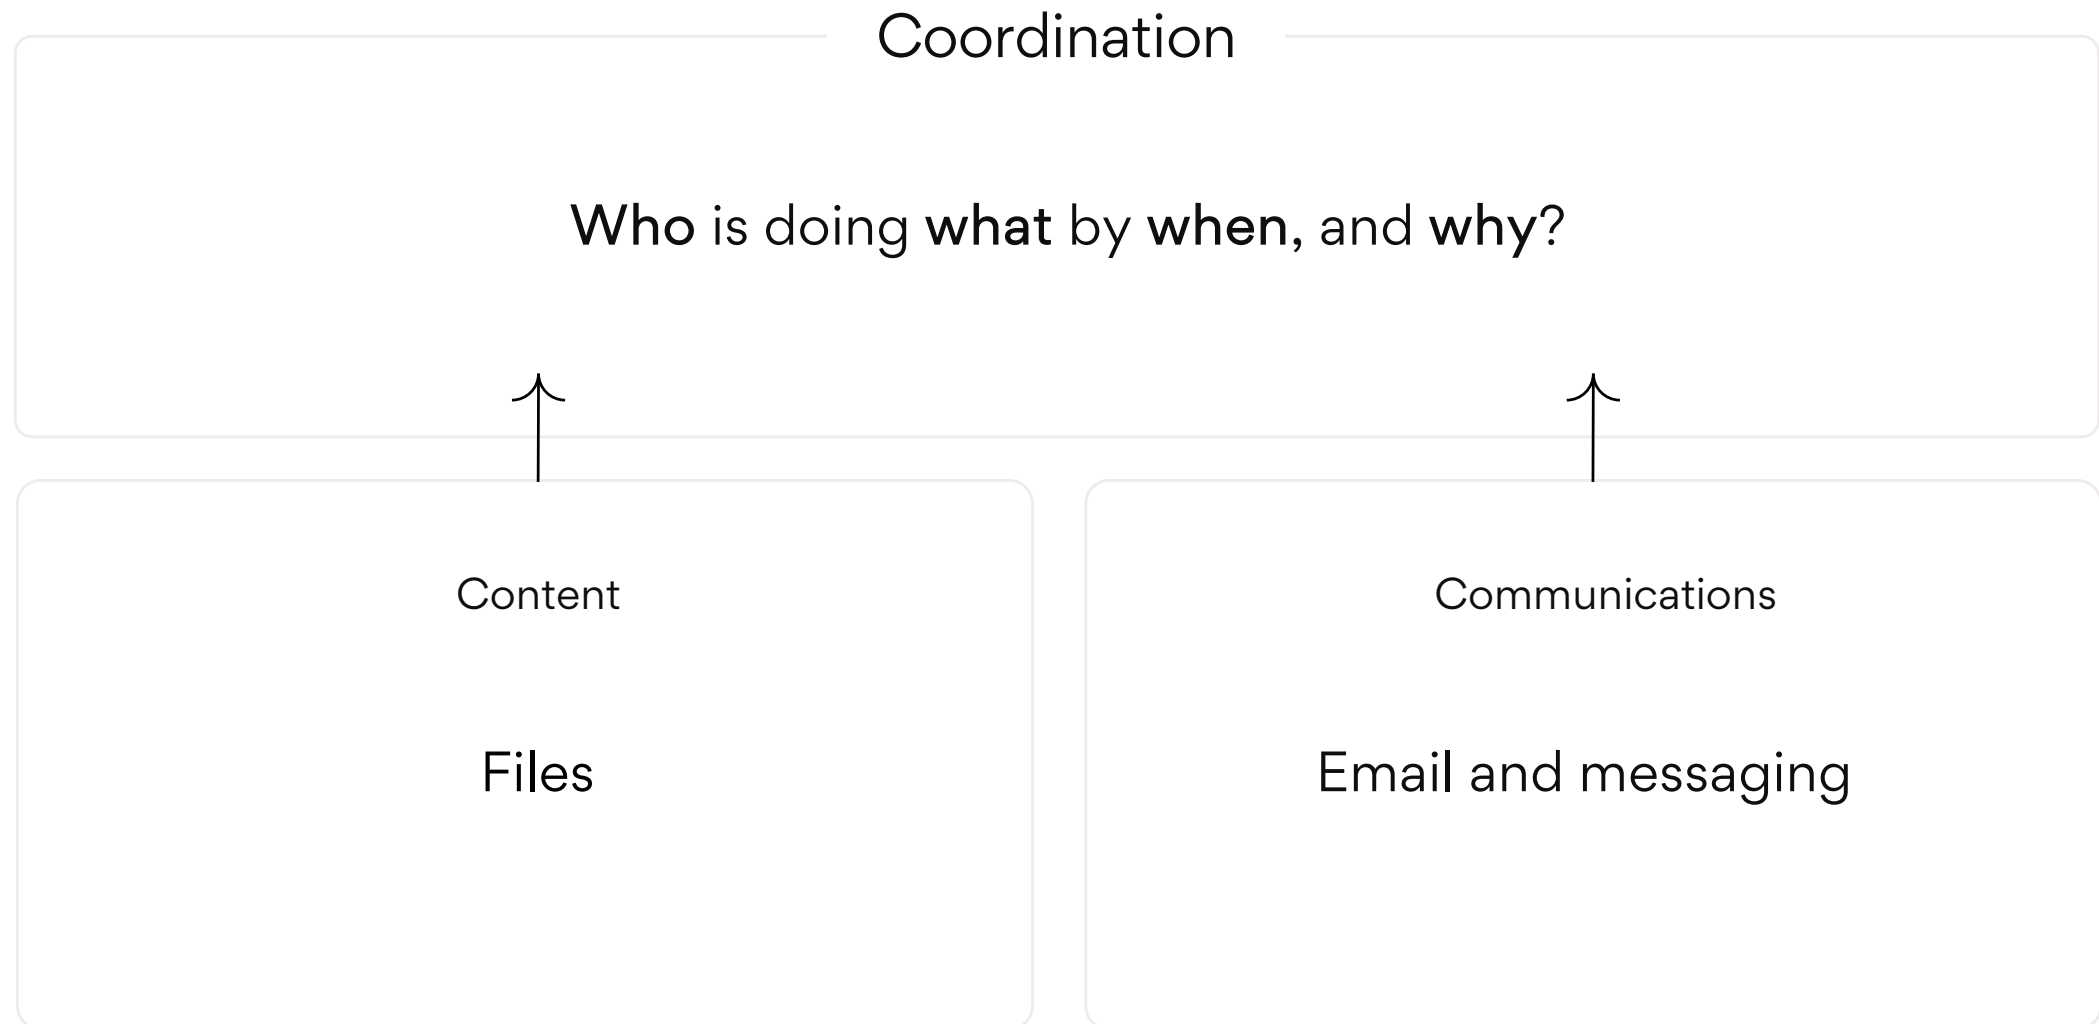 Coordination
Who is doing what by when, and why?
Content
Files
Communications
Email and messaging